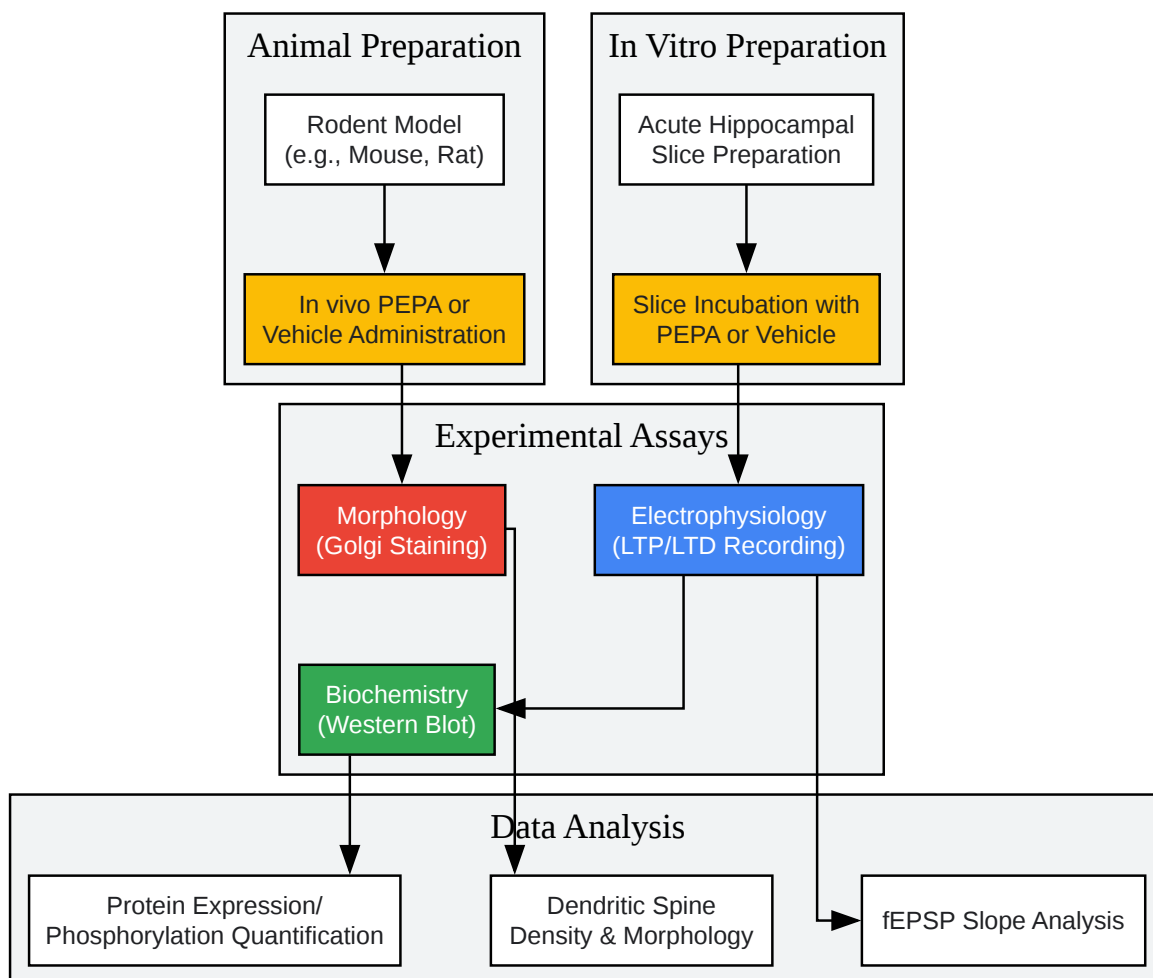 Animal Preparation
Rodent Model
(e.g., Mouse, Rat)
In vivo PEPA or
Vehicle Administration
In Vitro Preparation
Acute Hippocampal
Slice Preparation
Slice Incubation with
PEPA or Vehicle
Experimental Assays
Morphology
(Golgi Staining)
Electrophysiology
(LTP/LTD Recording)
Biochemistry
(Western Blot)
Data Analysis
Protein Expression/
Phosphorylation Quantification
Dendritic Spine
Density & Morphology
fEPSP Slope Analysis